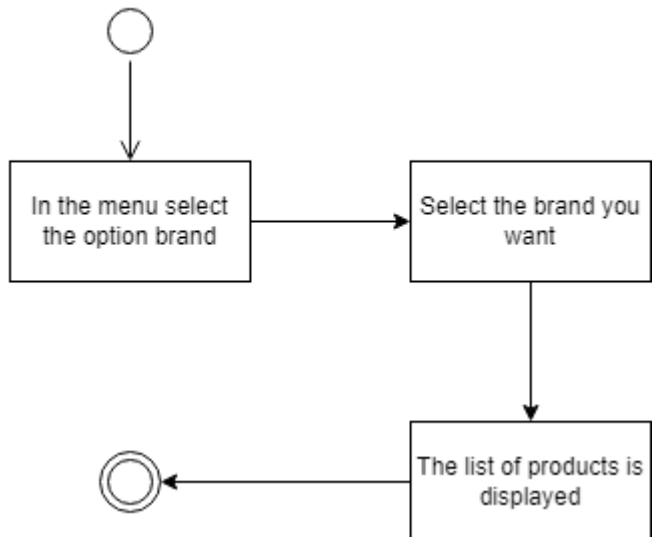 In the menu select
the option brand
Select the brand you
want
The list of products is
displayed